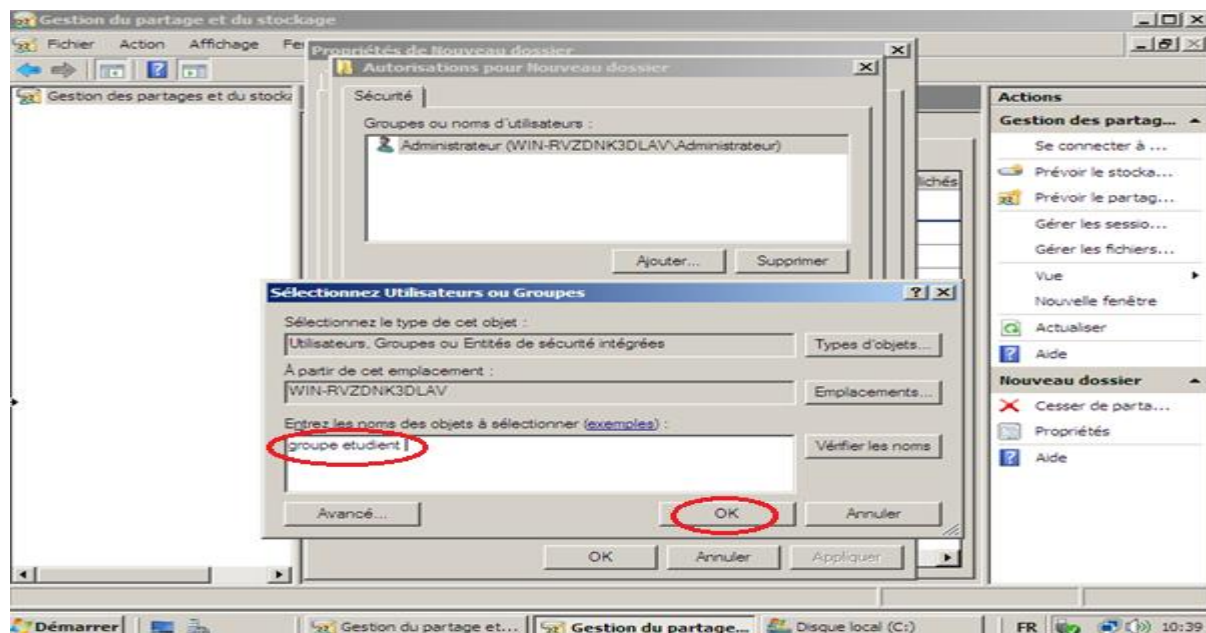 Gestion du partage et du stockage
Fichier Action Affichage Fe
Propriétés de Nouveau dossier
Autorisations pour Nouveau dossier
Gestion des partages et du stock
Sécurité
Groupes ou noms d'utilisateurs :
Administrateur (WIN-RVZDNK3DLAV\Administrateur)
Ajouter...
Supprimer
lichés
Sélectionnez Utilisateurs ou Groupes
Sélectionnez le type de cet objet :
Utilisateurs, Groupes ou Entités de sécurité intégrées
Types d'objets...
À partir de cet emplacement :
WIN-RVZDNK3DLAV
Emplacements...
Entrez les noms des objets à sélectionner (exemples) :
groupe etudient
Vérifier les noms
Avancé...
OK
Annuler
OK
Annuler
Appliquer
Actions
Gestion des partag...
Se connecter à ...
Prévoir le stocka...
Prévoir le partag...
Gérer les sessio...
Gérer les fichiers...
Vue
Nouvelle fenêtre
Actualiser
Aide
Nouveau dossier
Cesser de parta...
Propriétés
Aide
Démarrer
Gestion du partage et...
Gestion du partage...
Disque local (C:)
FR
10:39